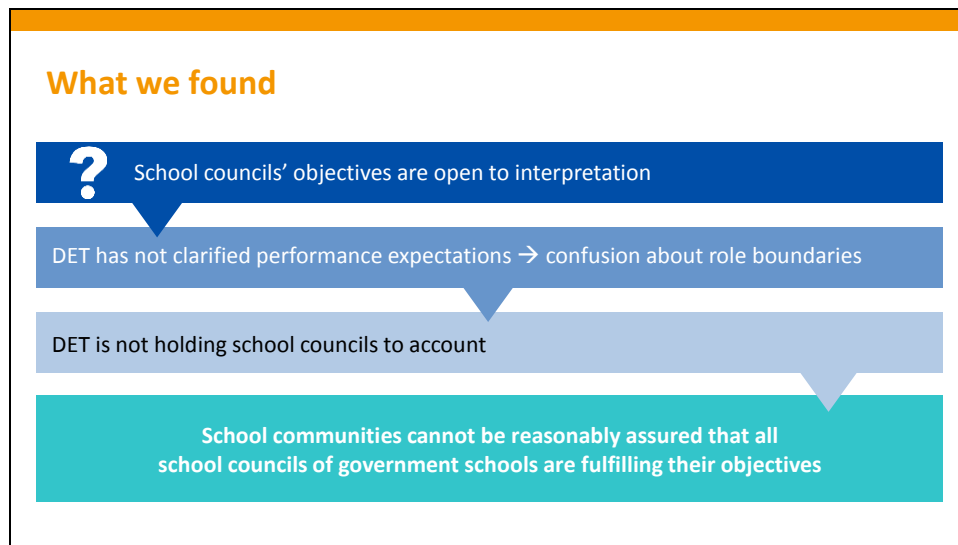 What we found
?
School councils’ objectives are open to interpretation
DET has not clarified performance expectations → confusion about role boundaries
DET is not holding school councils to account
School communities cannot be reasonably assured that all
school councils of government schools are fulfilling their objectives